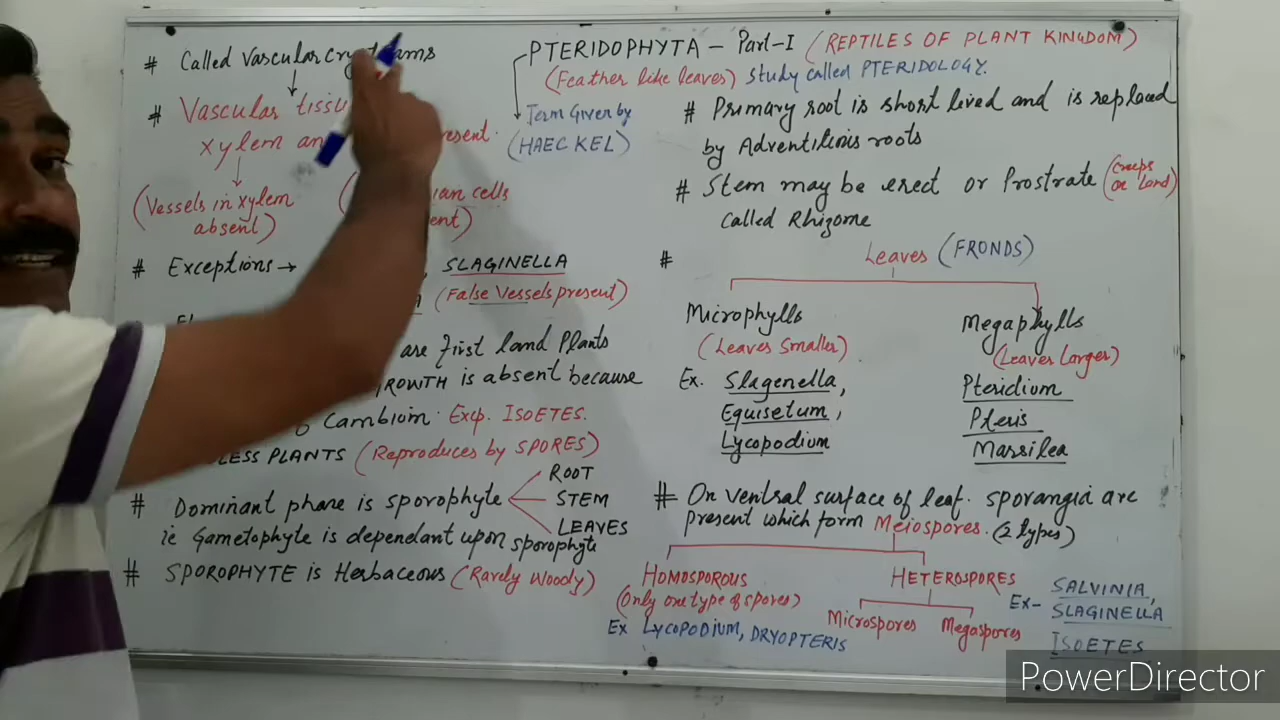 # Called Vascular cry ams
# Vascular tissu
xylem an esent.
(Vessels in xylem
absent)
ian cells
ent)
# Exceptions → , SLAGINELLA
(False Vessels present)
are first land Plants
ROWTH is absent because
Cambium. Exp. ISOETES.
LESS PLANTS (Reproduces by SPORES)
# Dominant phase is sporophyte
ROOT
STEM
LEAVES
ie Gametophyte is dependant upon sporophyte
# SPOROPHYTE is Herbaceous (Rarely Woody)
PTERIDOPHYTA – Part-I (REPTILES OF PLANT KINGDOM)
(Feather like leaves) Study called PTERIDOLOGY.
Term Given by
(HAECKEL)
# Primary root is short lived and is replaced
by Adventitinis roots
# Stem may be erect or Prostrate (Creeps on Land)
called Rhizome
# Leaves (FRONDS)
Microphylls
(Leaves Smaller)
Ex. Slagenella,
Equisetum,
Lycopodium
Megaphylls
(Leaves Larger)
Pteridium
Pteris
Massilea
# On ventral surface of leaf. sporangia are
present which form Meiospores. (2 types)
HOMOSPOROUS
(Only one type of spores)
Ex Lycopodium, DRYOPTERIS
HETEROSPORES
Microspores Megaspores
Ex- SALVINIA,
SLAGINELLA
ISOETES
PowerDirector